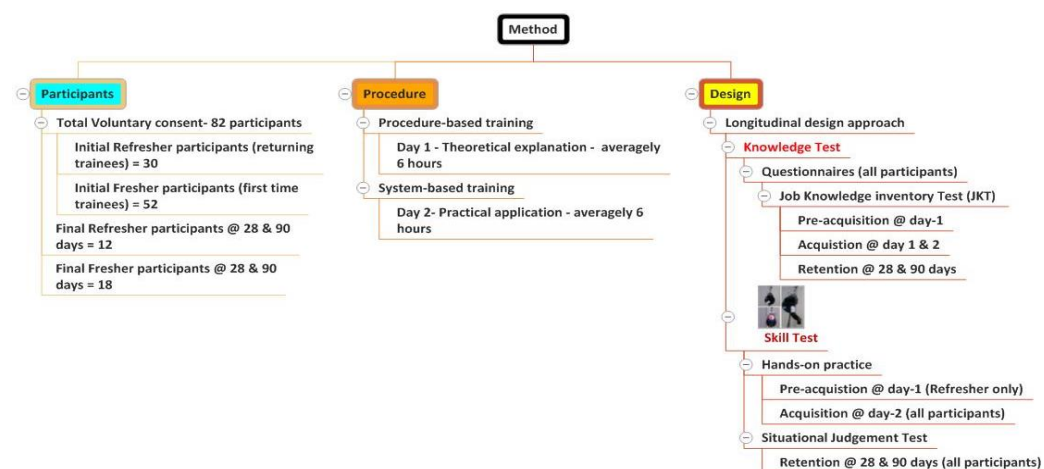 Method
Participants
Total Voluntary consent- 82 participants
Initial Refresher participants (returning
trainees) = 30
Initial Fresher participants (first time
trainees) = 52
Final Refresher participants @ 28 & 90
days = 12
Final Fresher participants @ 28 & 90
days = 18
Procedure
Procedure-based training
Day 1 - Theoretical explanation - averagely
6 hours
System-based training
Day 2- Practical application - averagely 6
hours
Design
Longitudinal design approach
Knowledge Test
Questionnaires (all participants)
Job Knowledge inventory Test (JKT)
Pre-acquisition @ day-1
Acquistion @ day 1 & 2
Retention @ 28 & 90 days
Skill Test
Hands-on practice
Pre-acquistion @ day-1 (Refresher only)
Acquisition @ day-2 (all participants)
Situational Judgement Test
Retention @ 28 & 90 days (all participants)